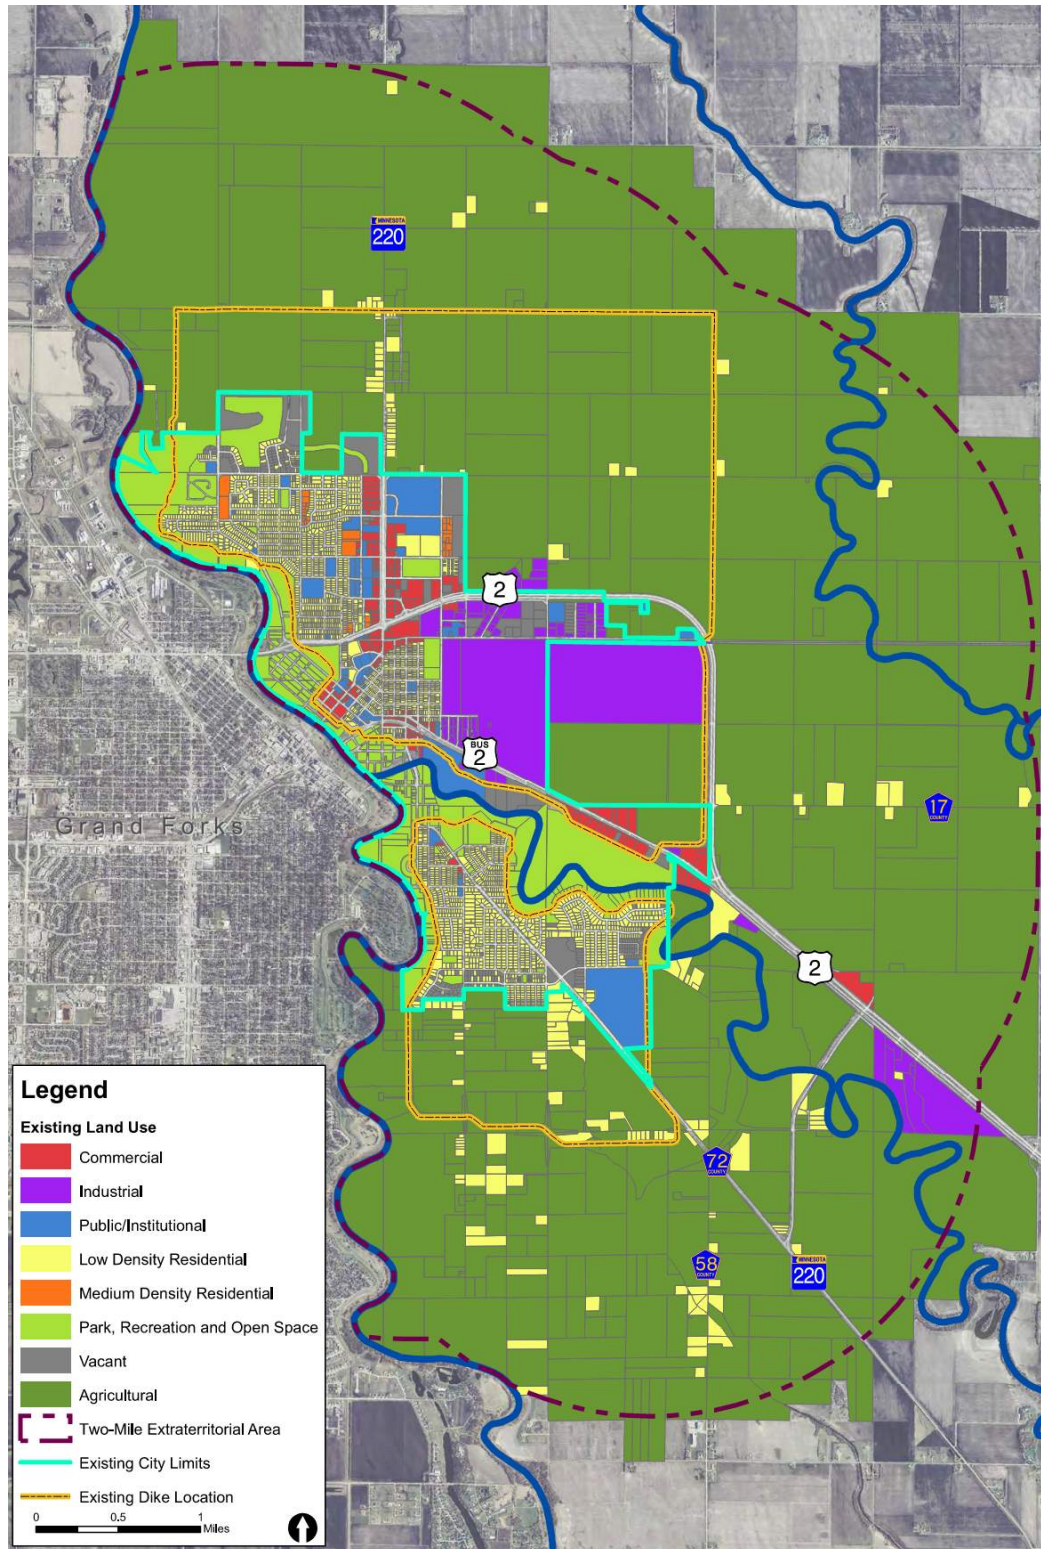 MINNESOTA
220
2
BUS
2
17
COUNTY
Grand Forks
2
72
COUNTY
58
COUNTY
MINNESOTA
220
Legend
Existing Land Use
Commercial
Industrial
Public/Institutional
Low Density Residential
Medium Density Residential
Park, Recreation and Open Space
Vacant
Agricultural
Two-Mile Extraterritorial Area
Existing City Limits
Existing Dike Location
0 0.5 1
Miles